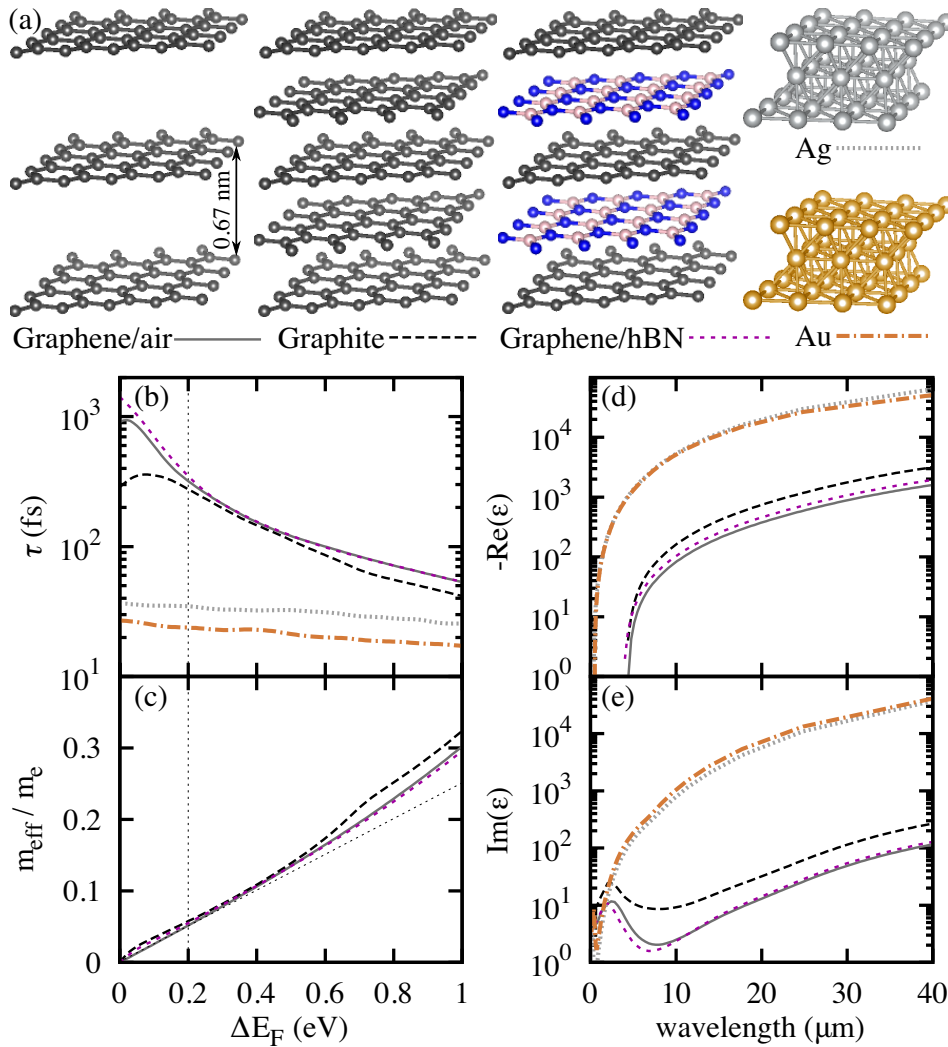 (a)
0.67 nm
Ag
Graphene/air Graphite Graphene/hBN Au
(b)
10³
10²
10¹
τ (fs)
(c)
0.3
0.2
0.1
0
m_eff / m_e
0 0.2 0.4 0.6 0.8 1
ΔE_F (eV)
(d)
10⁴
10³
10²
10¹
10⁰
-Re(ε)
(e)
10⁴
10³
10²
10¹
10⁰
Im(ε)
0 10 20 30 40
wavelength (μm)